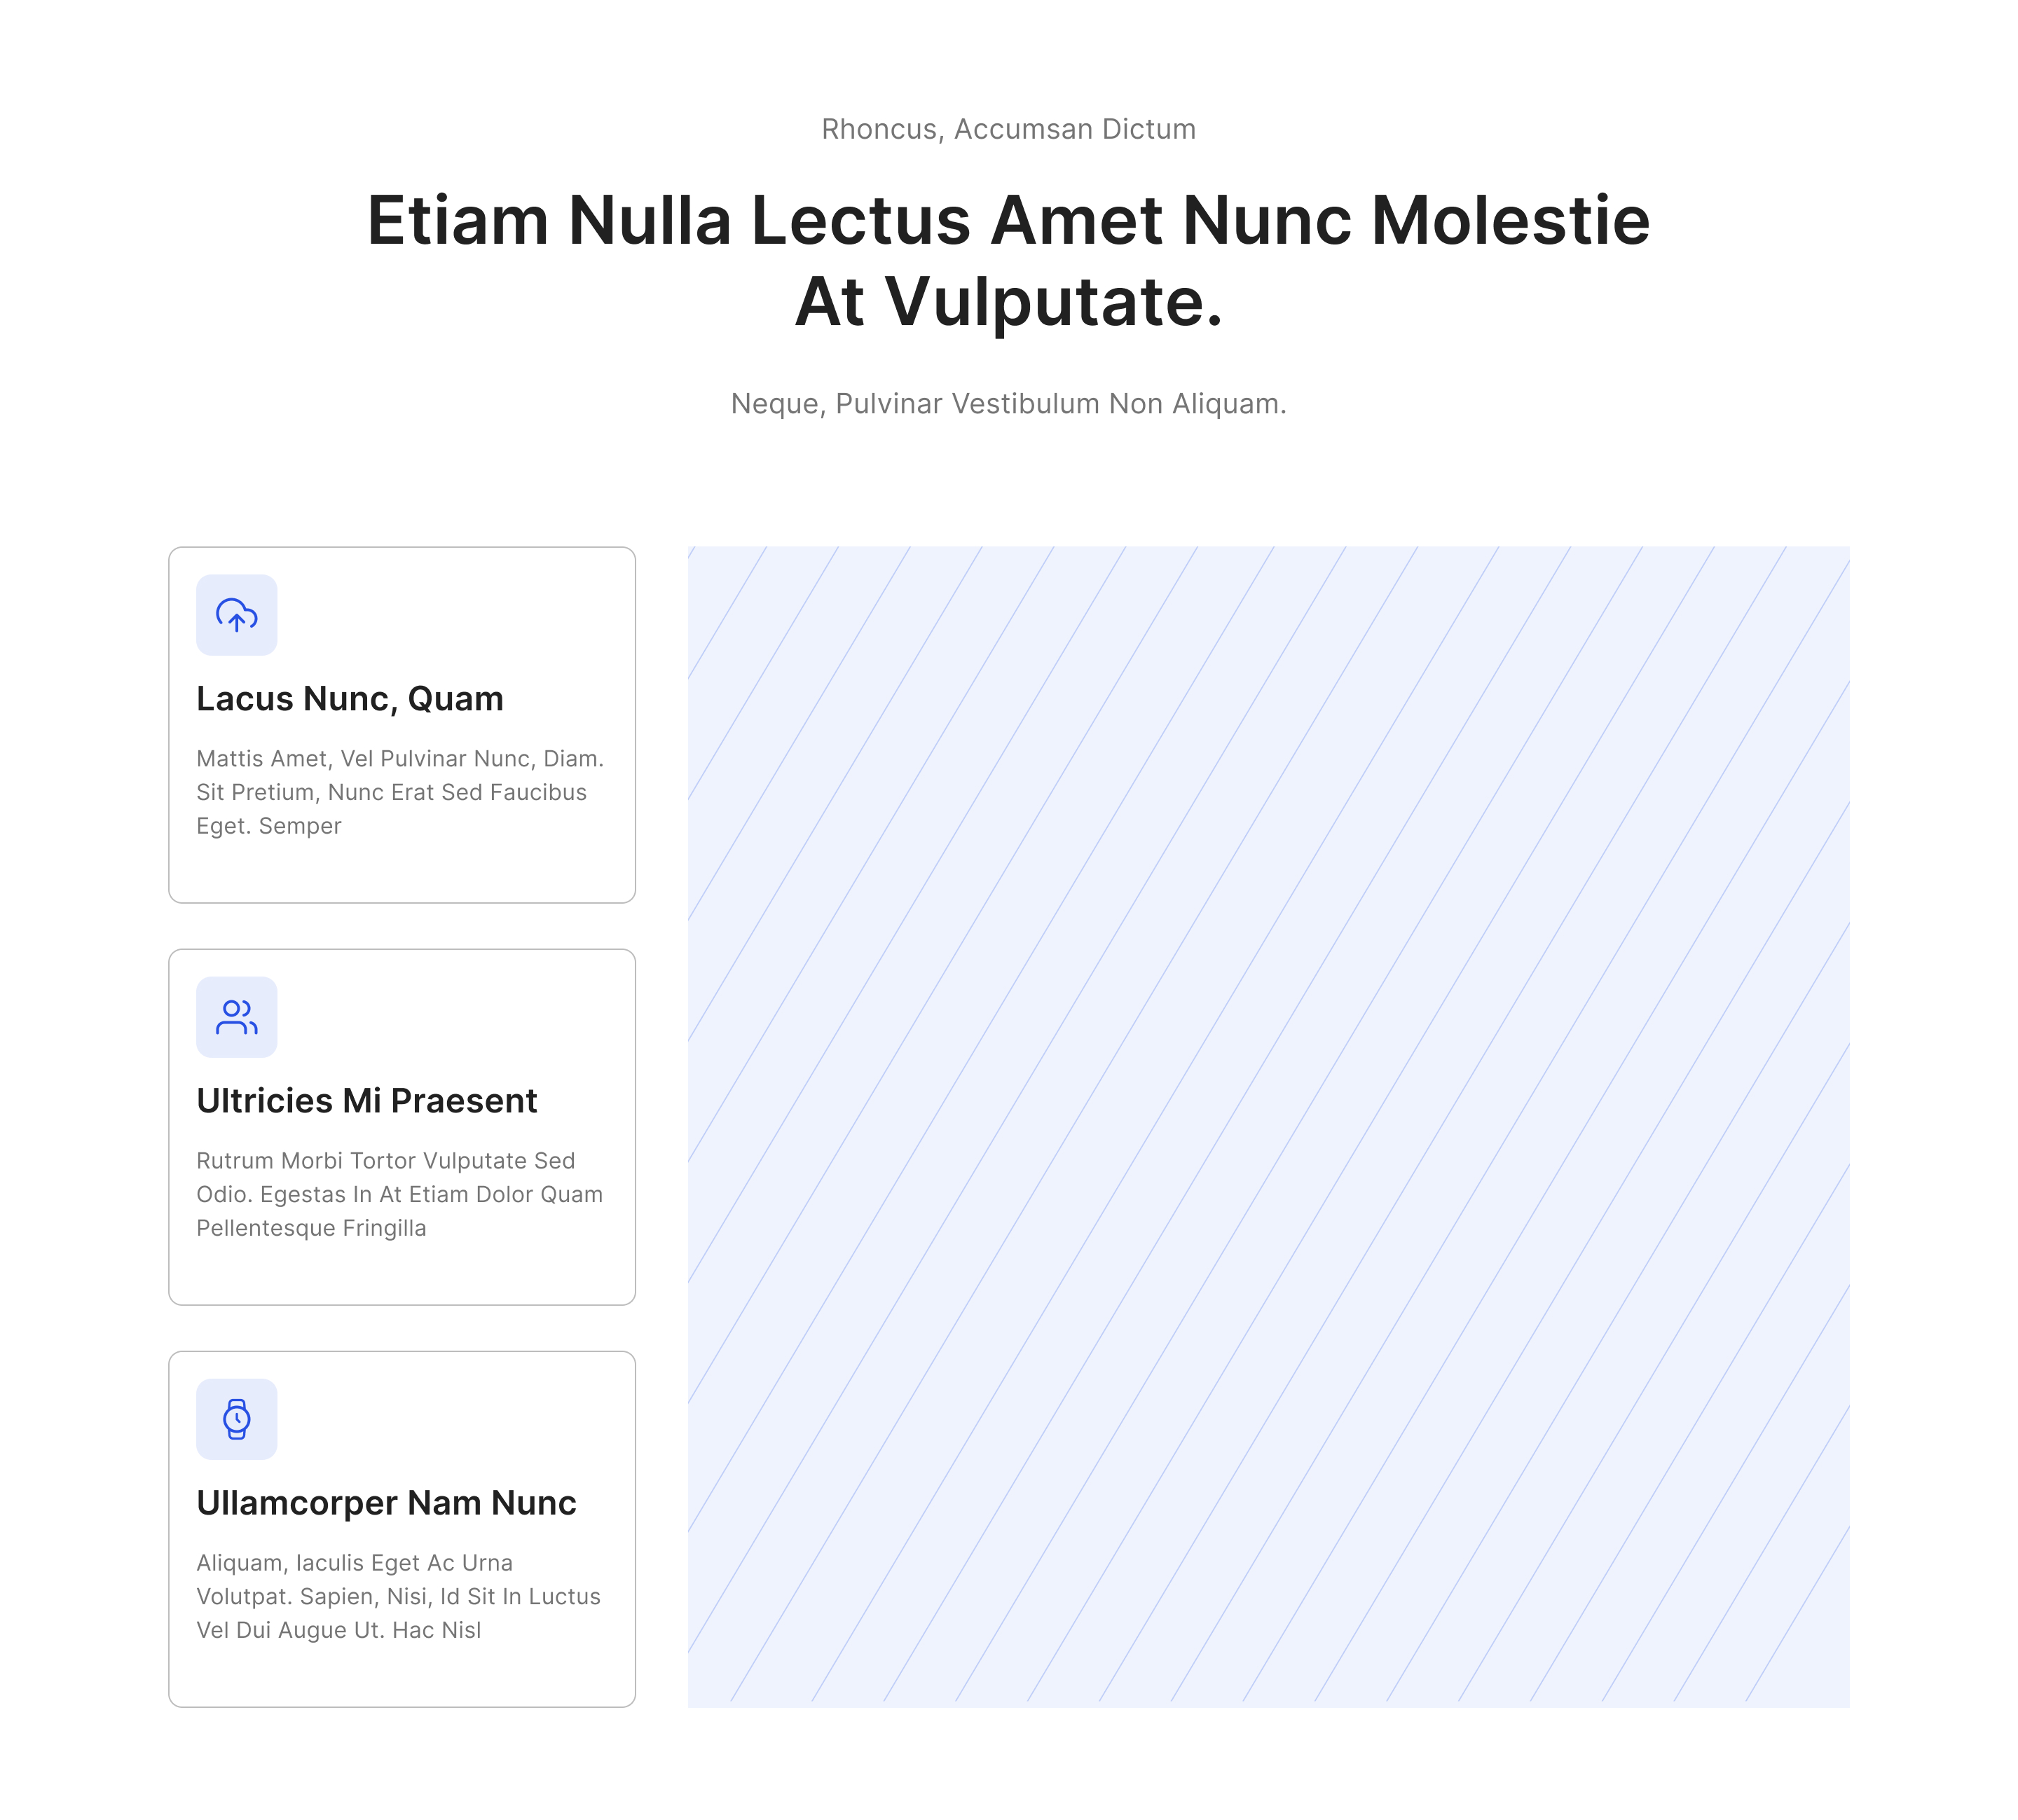 Rhoncus, Accumsan Dictum
Etiam Nulla Lectus Amet Nunc Molestie
At Vulputate.
Neque, Pulvinar Vestibulum Non Aliquam.
Lacus Nunc, Quam
Mattis Amet, Vel Pulvinar Nunc, Diam.
Sit Pretium, Nunc Erat Sed Faucibus
Eget. Semper
Ultricies Mi Praesent
Rutrum Morbi Tortor Vulputate Sed
Odio. Egestas In At Etiam Dolor Quam
Pellentesque Fringilla
Ullamcorper Nam Nunc
Aliquam, Iaculis Eget Ac Urna
Volutpat. Sapien, Nisi, Id Sit In Luctus
Vel Dui Augue Ut. Hac Nisl